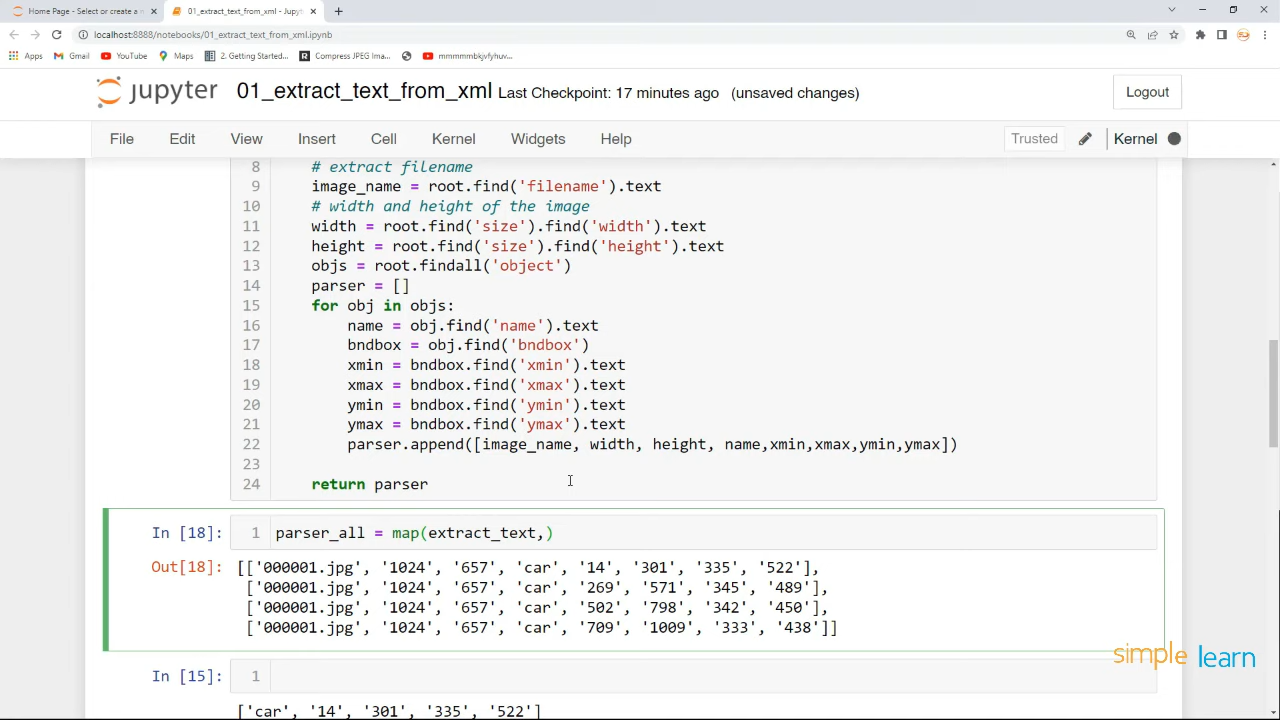 Home Page - Select or create a n
01_extract_text_from_xml - Jupyt
localhost:8888/notebooks/01_extract_text_from_xml.ipynb
Apps Gmail YouTube Maps 2. Getting Started... Compress JPEG Ima... mmmmmbkjvfyhuv...
jupyter 01_extract_text_from_xml Last Checkpoint: 17 minutes ago (unsaved changes) Logout
File Edit View Insert Cell Kernel Widgets Help Trusted Kernel
8 # extract filename
9 image_name = root.find('filename').text
10 # width and height of the image
11 width = root.find('size').find('width').text
12 height = root.find('size').find('height').text
13 objs = root.findall('object')
14 parser = []
15 for obj in objs:
16 name = obj.find('name').text
17 bndbox = obj.find('bndbox')
18 xmin = bndbox.find('xmin').text
19 xmax = bndbox.find('xmax').text
20 ymin = bndbox.find('ymin').text
21 ymax = bndbox.find('ymax').text
22 parser.append([image_name, width, height, name,xmin,xmax,ymin,ymax])
23
24 return parser
In [18]: 1 parser_all = map(extract_text,)
Out[18]: [['000001.jpg', '1024', '657', 'car', '14', '301', '335', '522'],
['000001.jpg', '1024', '657', 'car', '269', '571', '345', '489'],
['000001.jpg', '1024', '657', 'car', '502', '798', '342', '450'],
['000001.jpg', '1024', '657', 'car', '709', '1009', '333', '438']]
simplelearn
In [15]: 1
['car', '14', '301', '335', '522']